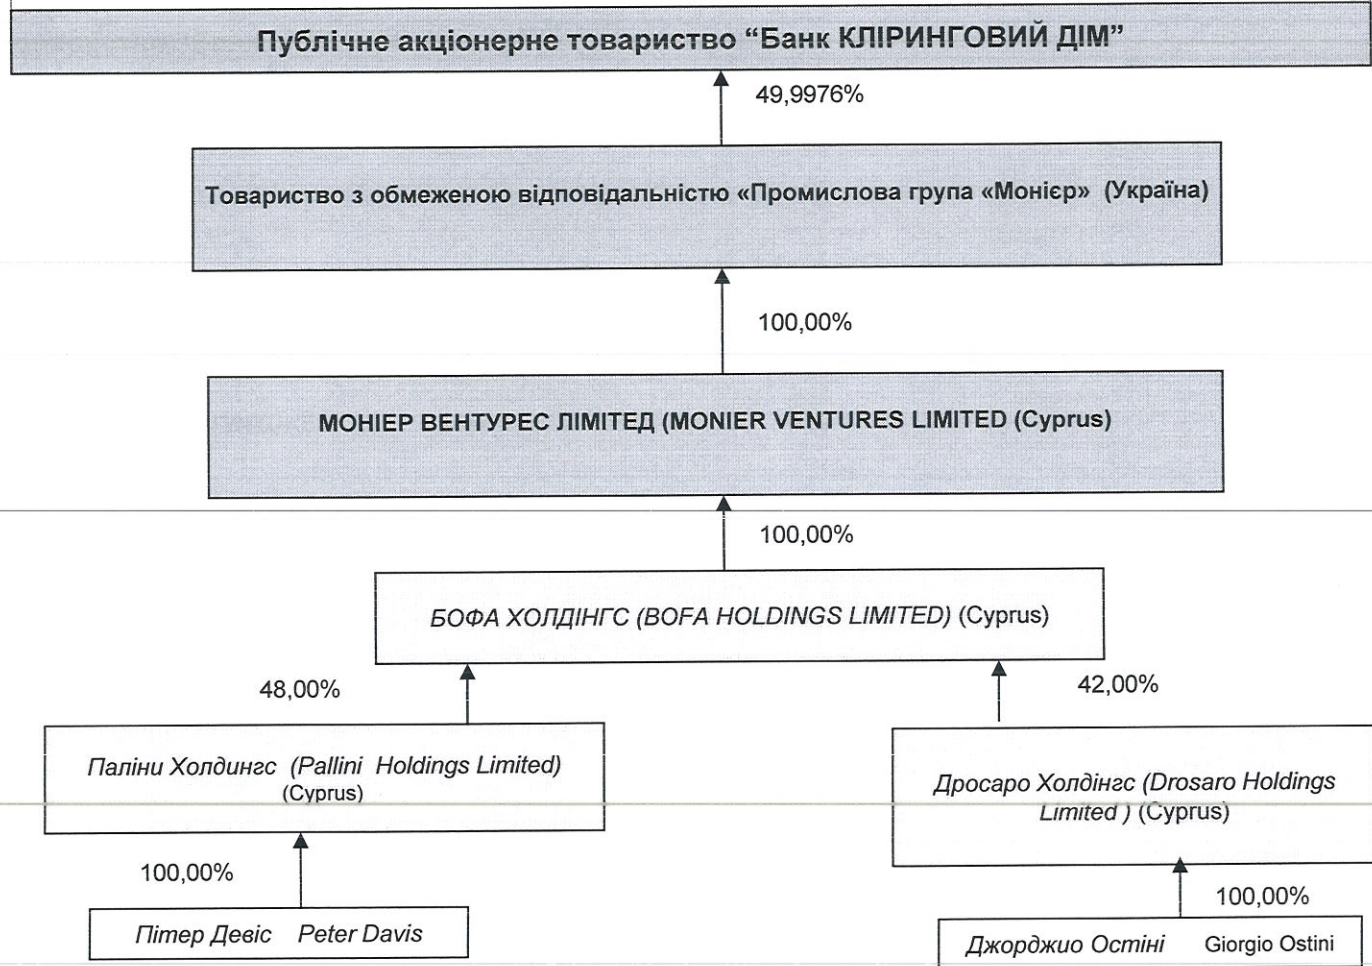 Публічне акціонерне товариство “Банк КЛІРИНГОВИЙ ДІМ”
49,9976%
Товариство з обмеженою відповідальністю «Промислова група «Монієр» (Україна)
100,00%
МОНІЕР ВЕНТУРЕС ЛІМІТЕД (MONIER VENTURES LIMITED (Cyprus)
100,00%
БОФА ХОЛДІНГС (BOFA HOLDINGS LIMITED) (Cyprus)
48,00%
42,00%
Паліни Холдингс (Pallini Holdings Limited)
(Cyprus)
Дросаро Холдінгс (Drosaro Holdings
Limited ) (Cyprus)
100,00%
100,00%
Пітер Девіс Peter Davis
Джорджио Остіні Giorgio Ostini